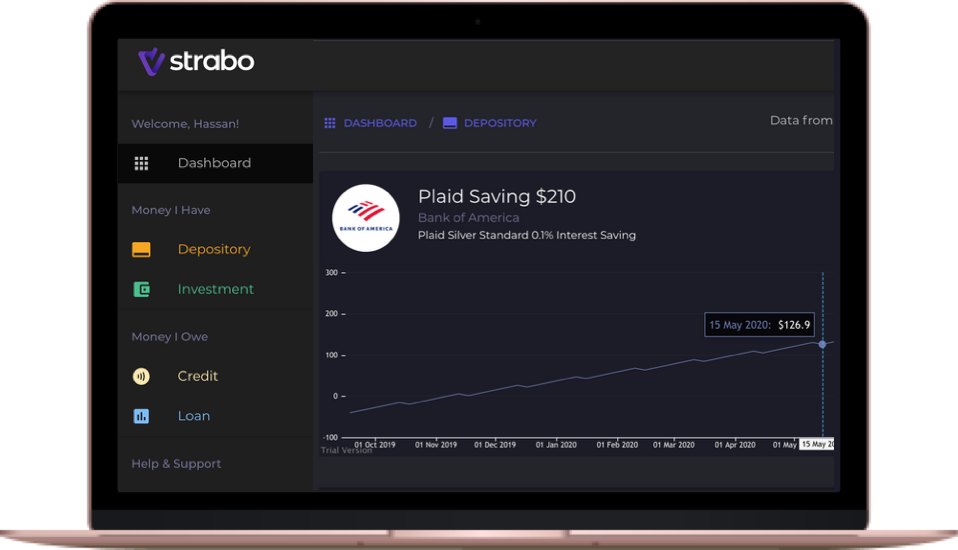 strabo
Welcome, Hassan!
Dashboard
Money I Have
Depository
Investment
Money I Owe
Credit
Loan
Help & Support
DASHBOARD / DEPOSITORY
Data from
Plaid Saving $210
Bank of America
Plaid Silver Standard 0.1% Interest Saving
BANK OF AMERICA
300
200
100
0
-100
15 May 2020: $126.9
01 Oct 2019 01 Nov 2019 01 Dec 2019 01 Jan 2020 01 Feb 2020 01 Mar 2020 01 Apr 2020 01 May 15 May 20
Trial Version